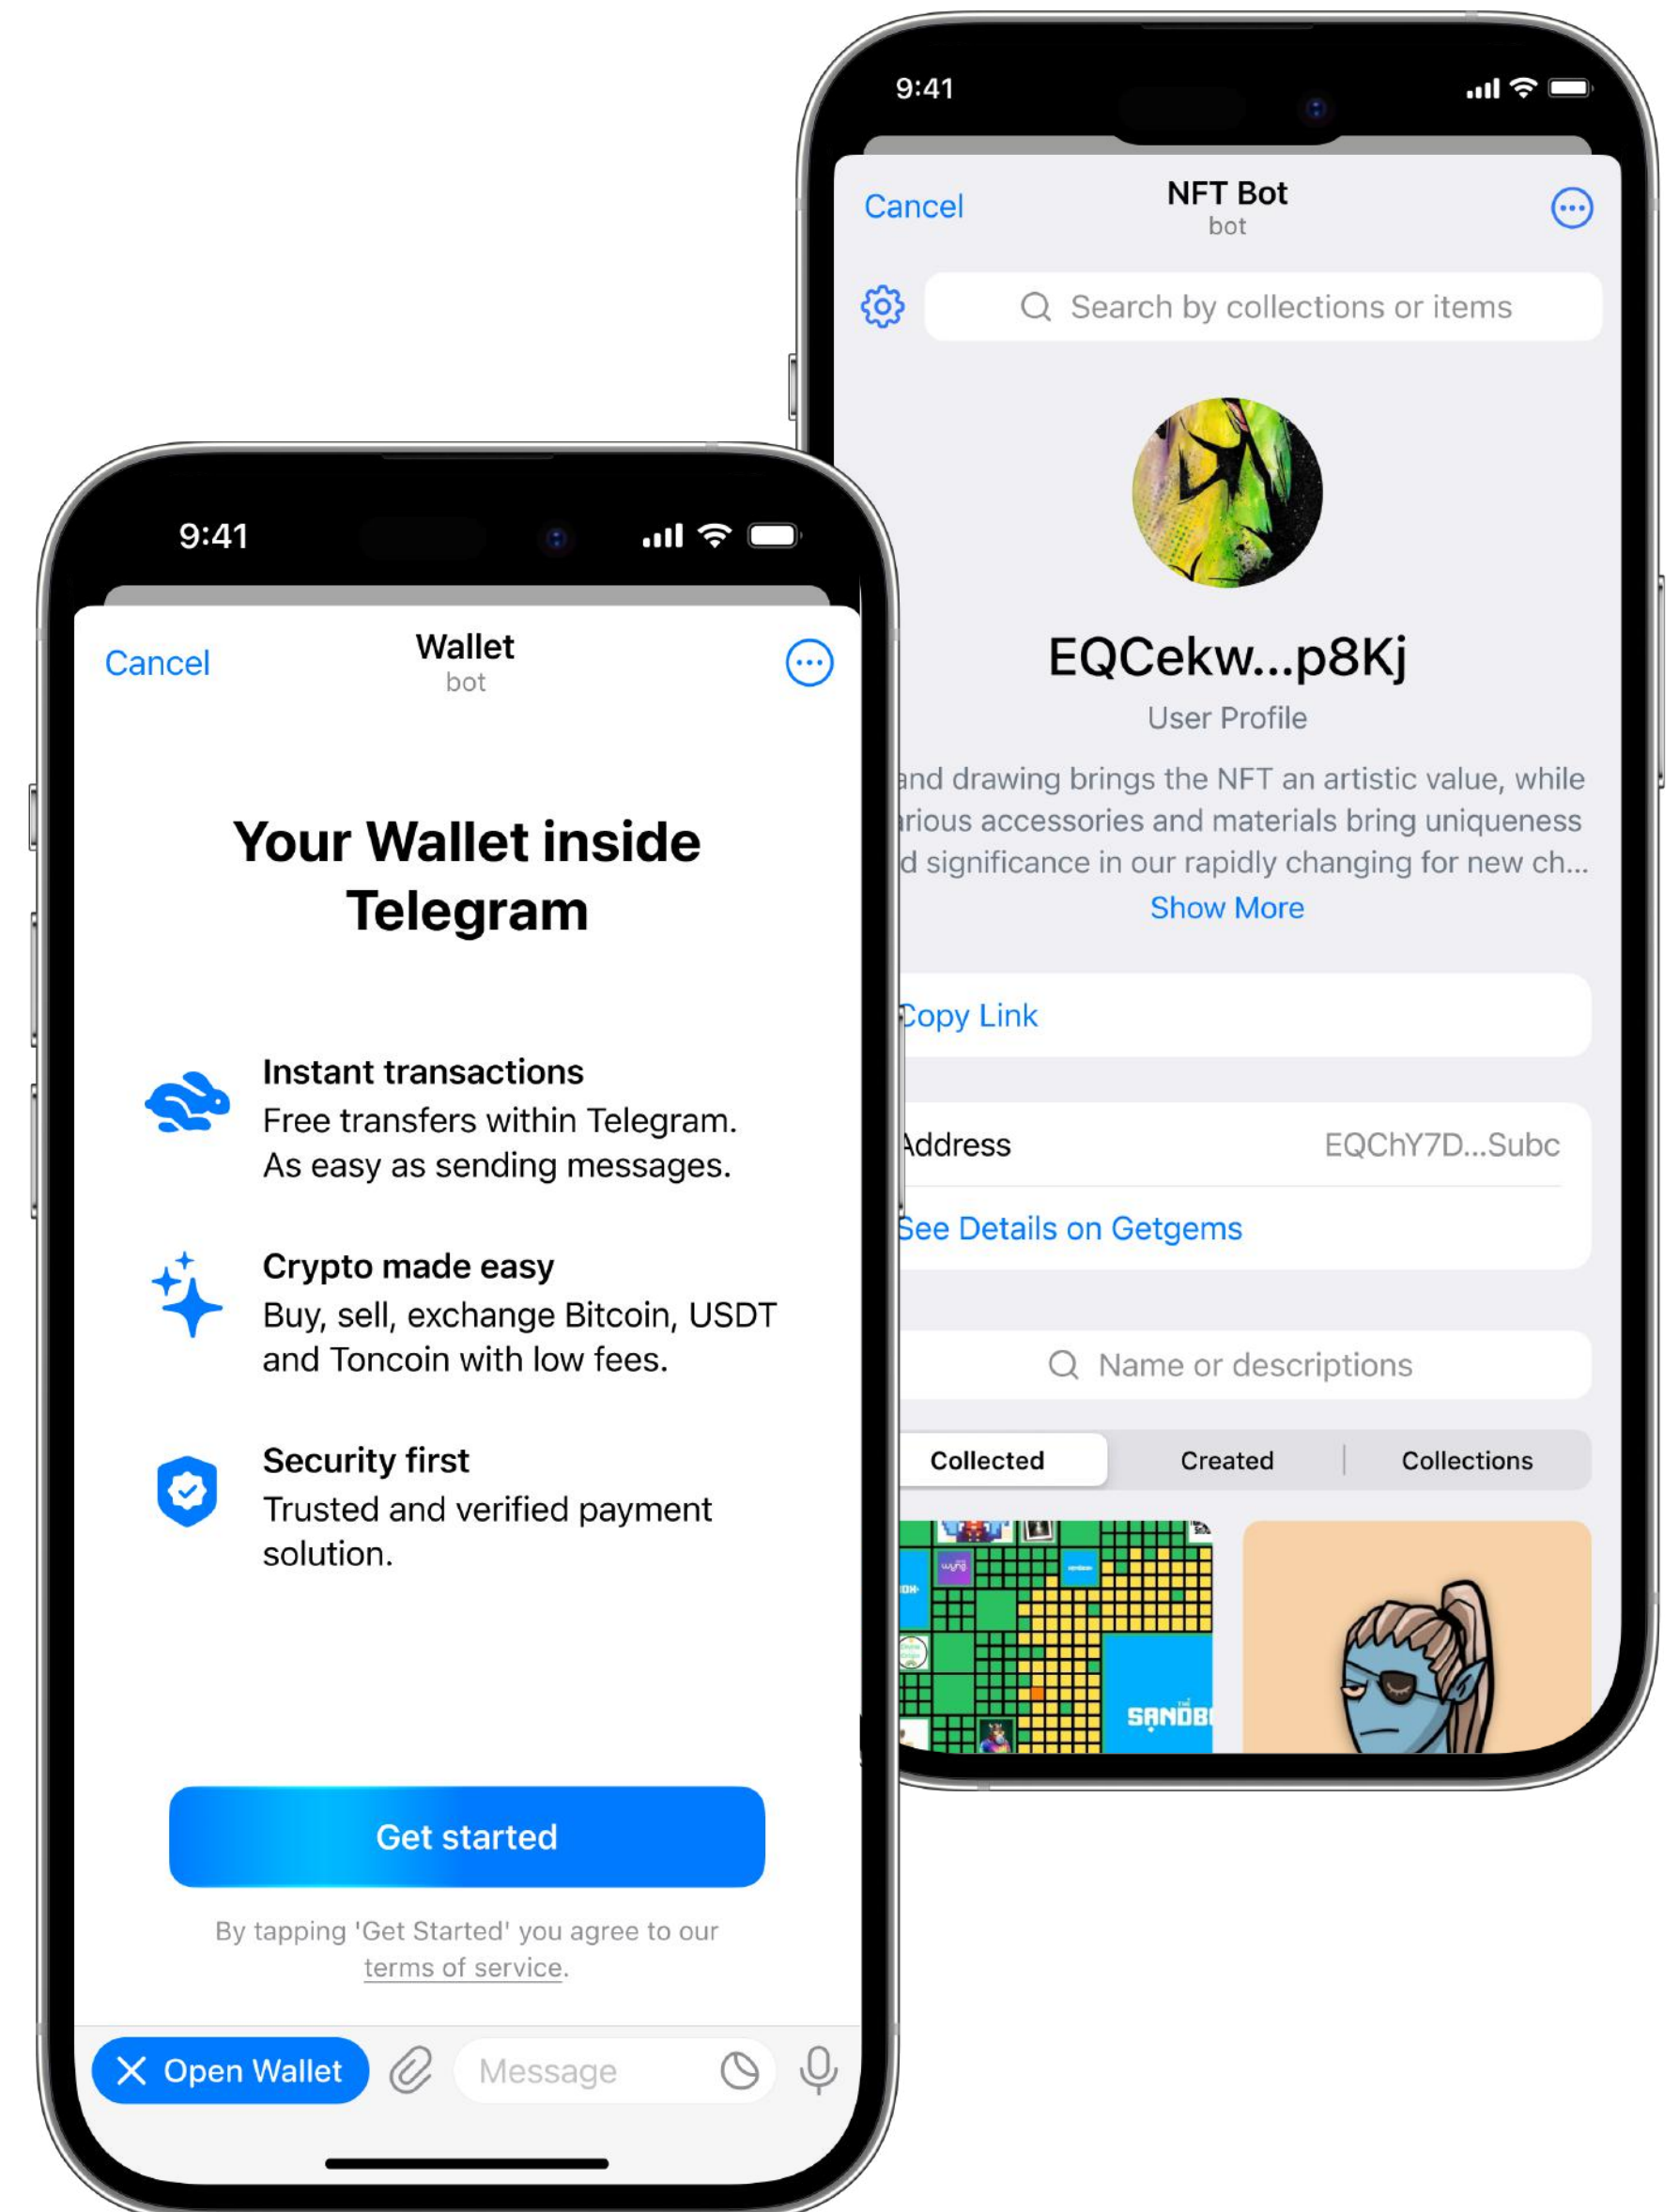 9:41
Cancel
Wallet
bot
Your Wallet inside
Telegram
Instant transactions
Free transfers within Telegram.
As easy as sending messages.
Crypto made easy
Buy, sell, exchange Bitcoin, USDT
and Toncoin with low fees.
Security first
Trusted and verified payment
solution.
Get started
By tapping 'Get Started' you agree to our
terms of service.
Open Wallet
Message
9:41
Cancel
NFT Bot
bot
Search by collections or items
EQCekw...p8Kj
User Profile
and drawing brings the NFT an artistic value, while
rious accessories and materials bring uniqueness
d significance in our rapidly changing for new ch...
Show More
Copy Link
Address EQChY7D...Subc
See Details on Getgems
Name or descriptions
Collected Created Collections
THE
SANDB